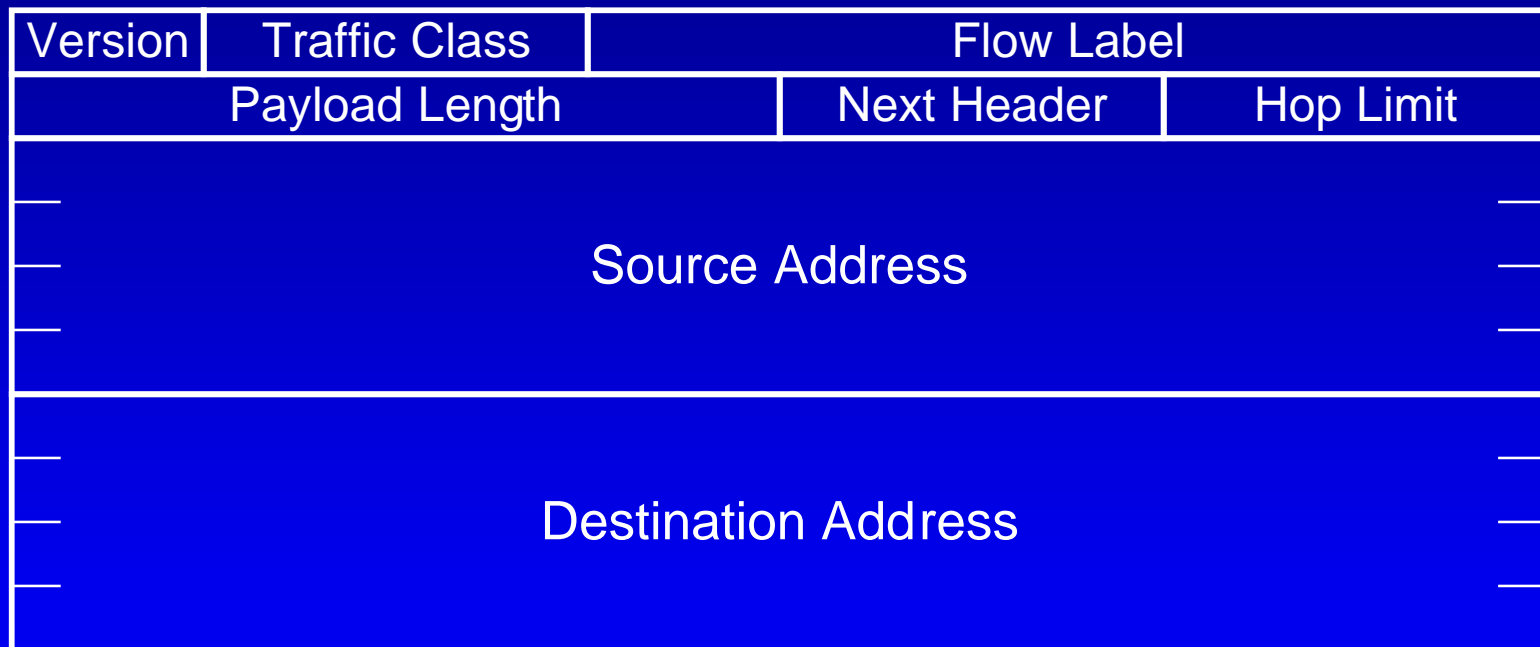 Version Traffic Class Flow Label
Payload Length Next Header Hop Limit
Source Address
Destination Address